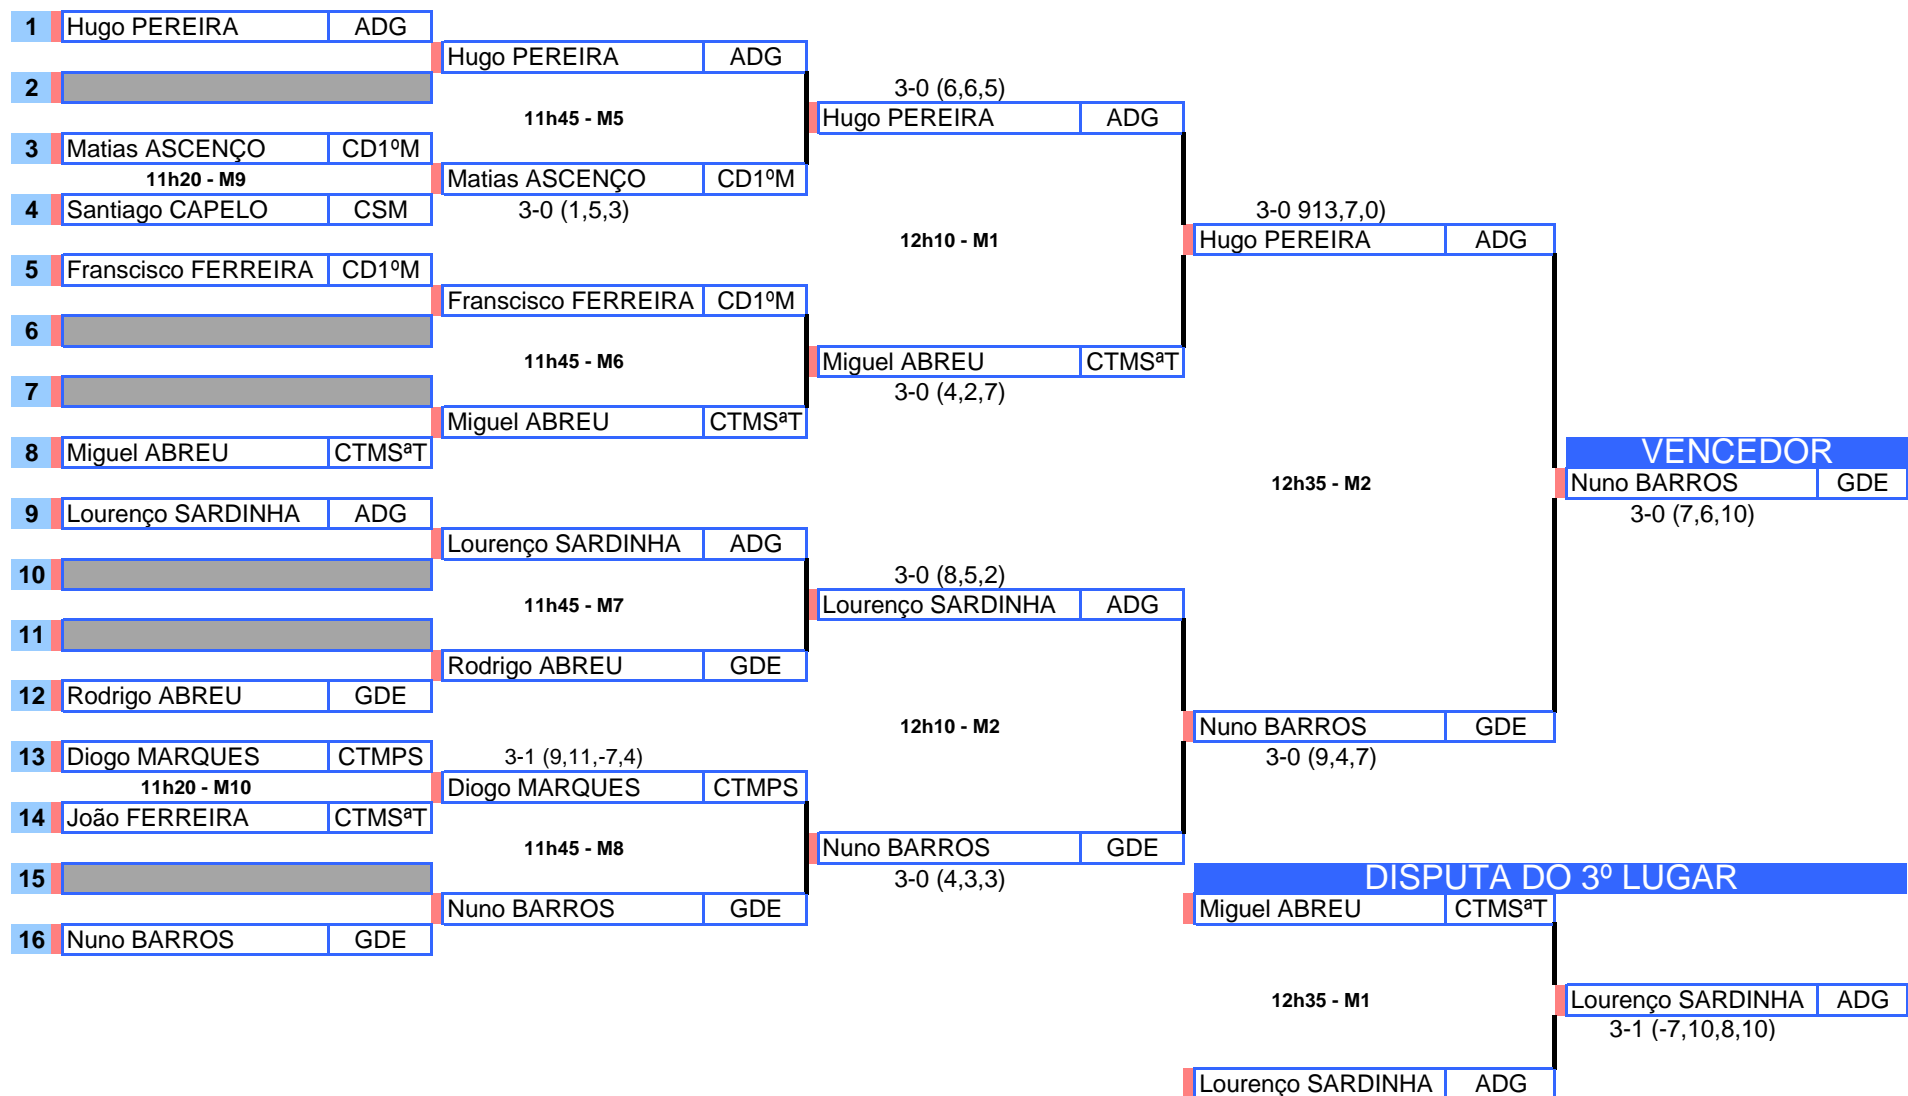 1 Hugo PEREIRA ADG
Hugo PEREIRA ADG
2 3-0 (6,6,5)
11h45 - M5 Hugo PEREIRA ADG
3 Matias ASCENÇO CD1ºM
11h20 - M9 Matias ASCENÇO CD1ºM
4 Santiago CAPELO CSM 3-0 (1,5,3) 3-0 913,7,0)
12h10 - M1 Hugo PEREIRA ADG
5 Franscisco FERREIRA CD1ºM
Franscisco FERREIRA CD1ºM
6
11h45 - M6 Miguel ABREU CTMSªT
7 3-0 (4,2,7)
Miguel ABREU CTMSªT
8 Miguel ABREU CTMSªT VENCEDOR
12h35 - M2 Nuno BARROS GDE
9 Lourenço SARDINHA ADG 3-0 (7,6,10)
Lourenço SARDINHA ADG
10 3-0 (8,5,2)
11h45 - M7 Lourenço SARDINHA ADG
11
Rodrigo ABREU GDE
12 Rodrigo ABREU GDE
12h10 - M2 Nuno BARROS GDE
13 Diogo MARQUES CTMPS 3-1 (9,11,-7,4) 3-0 (9,4,7)
11h20 - M10 Diogo MARQUES CTMPS
14 João FERREIRA CTMSªT
11h45 - M8 Nuno BARROS GDE
15 3-0 (4,3,3) DISPUTA DO 3º LUGAR
Nuno BARROS GDE Miguel ABREU CTMSªT
16 Nuno BARROS GDE
12h35 - M1 Lourenço SARDINHA ADG
3-1 (-7,10,8,10)
Lourenço SARDINHA ADG